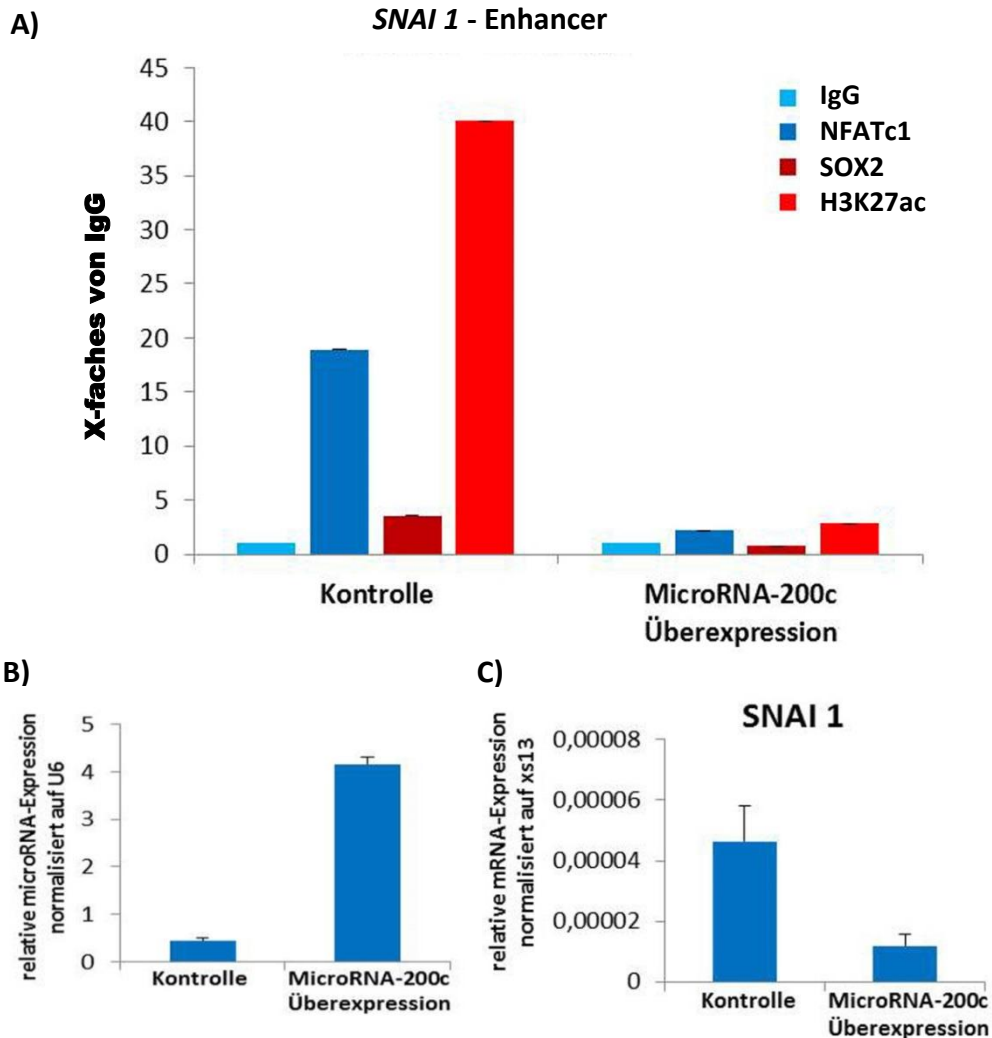 A)
SNAI 1 - Enhancer
X-faches von IgG
45
40
35
30
25
20
15
10
5
0
IgG
NFATc1
SOX2
H3K27ac
Kontrolle
MicroRNA-200c
Überexpression
B)
relative microRNA-Expression
normalisiert auf U6
5
4
3
2
1
0
Kontrolle
MicroRNA-200c
Überexpression
C)
SNAI 1
relative mRNA-Expression
normalisiert auf xs13
0,00008
0,00006
0,00004
0,00002
0
Kontrolle
MicroRNA-200c
Überexpression